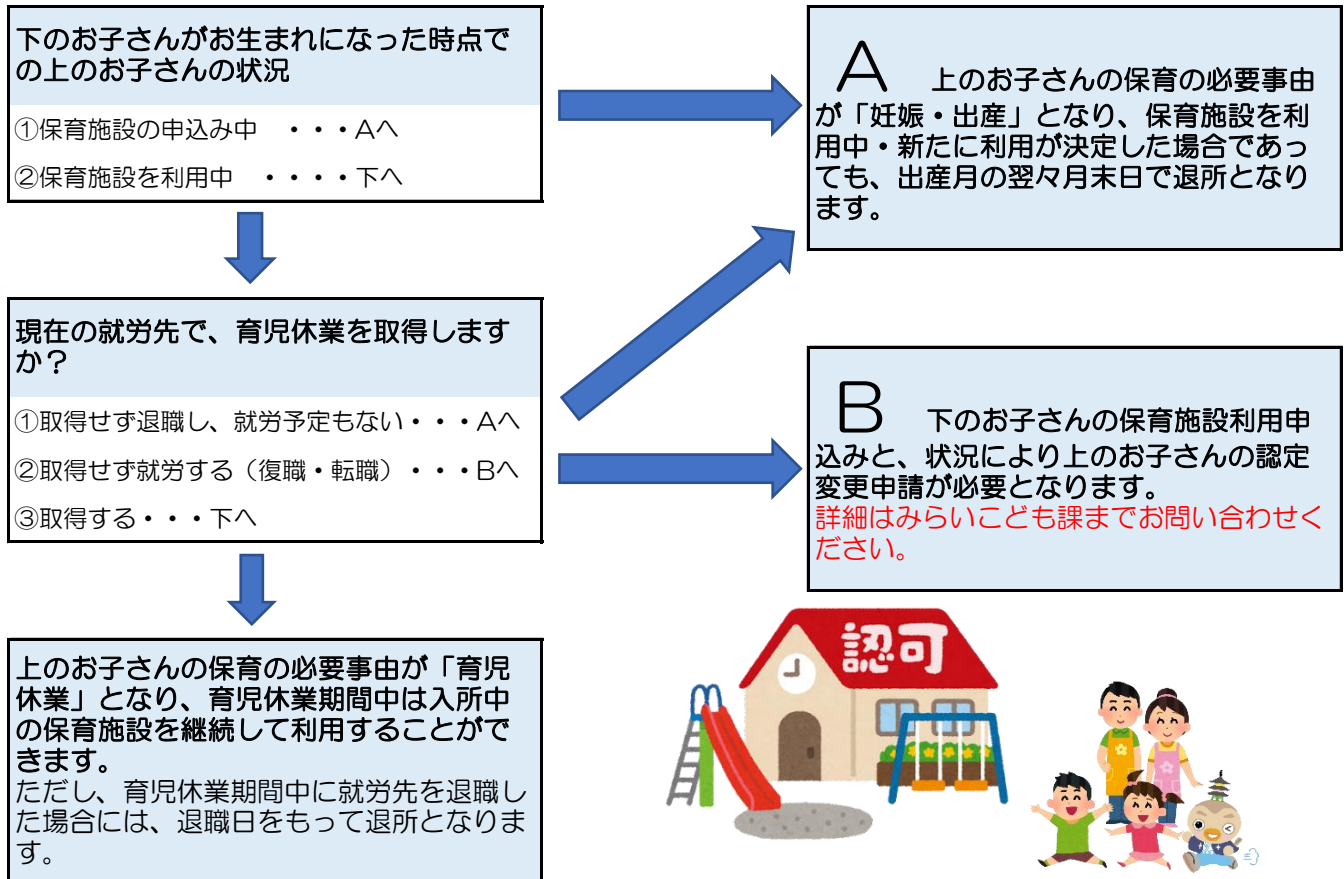 下のお子さんがお生まれになった時点で
の上のお子さんの状況
①保育施設の申込み中　・・・Aへ
②保育施設を利用中　・・・・下へ
A　上のお子さんの保育の必要事由
が「妊娠・出産」となり、保育施設を利
用中・新たに利用が決定した場合であっ
ても、出産月の翌々月末日で退所となり
ます。
現在の就労先で、育児休業を取得します
か？
①取得せず退職し、就労予定もない・・・Aへ
②取得せず就労する（復職・転職）・・・Bへ
③取得する・・・下へ
B　下のお子さんの保育施設利用申
込みと、状況により上のお子さんの認定
変更申請が必要となります。
詳細はみらいこども課までお問い合わせく
ださい。
上のお子さんの保育の必要事由が「育児
休業」となり、育児休業期間中は入所中
の保育施設を継続して利用することがで
きます。
ただし、育児休業期間中に就労先を退職し
た場合には、退職日をもって退所となりま
す。
認可